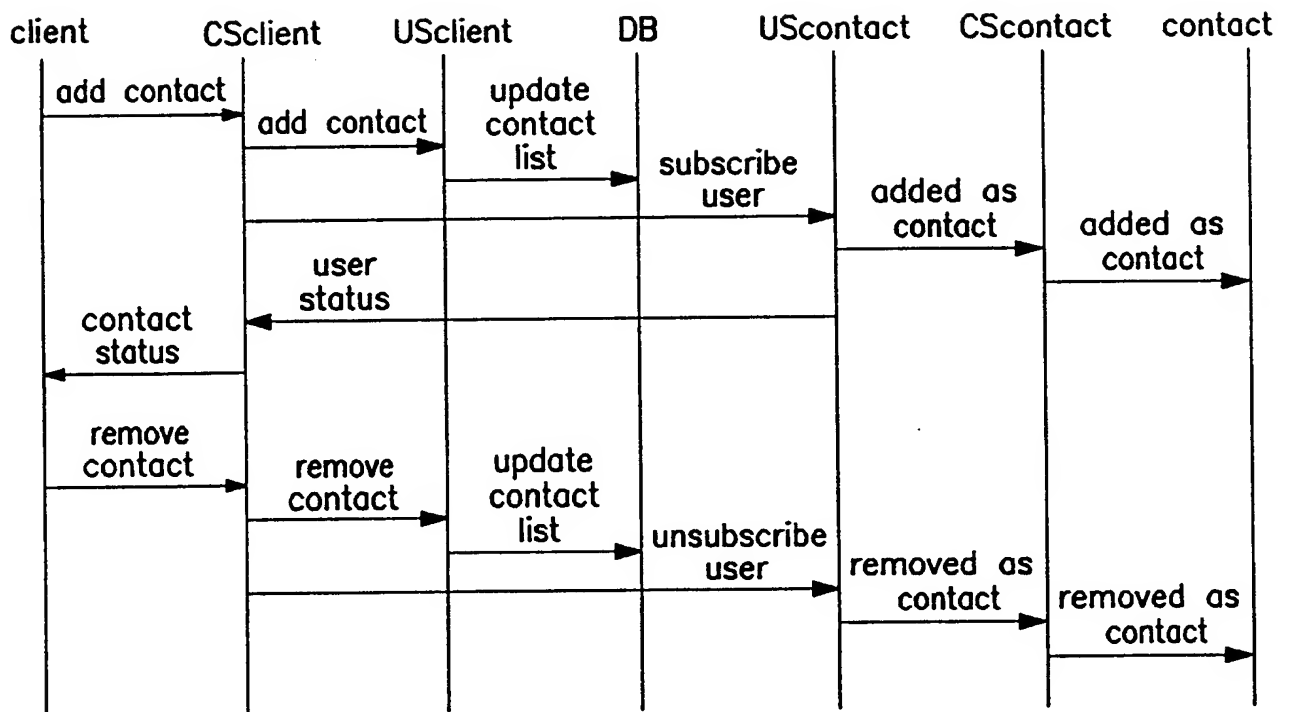 client CSclient USclient DB UScontact CScontact contact
add contact
add contact
update
contact
list
subscribe
user
added as
contact
added as
contact
user
status
contact
status
remove
contact
remove
contact
update
contact
list
unsubscribe
user
removed as
contact
removed as
contact